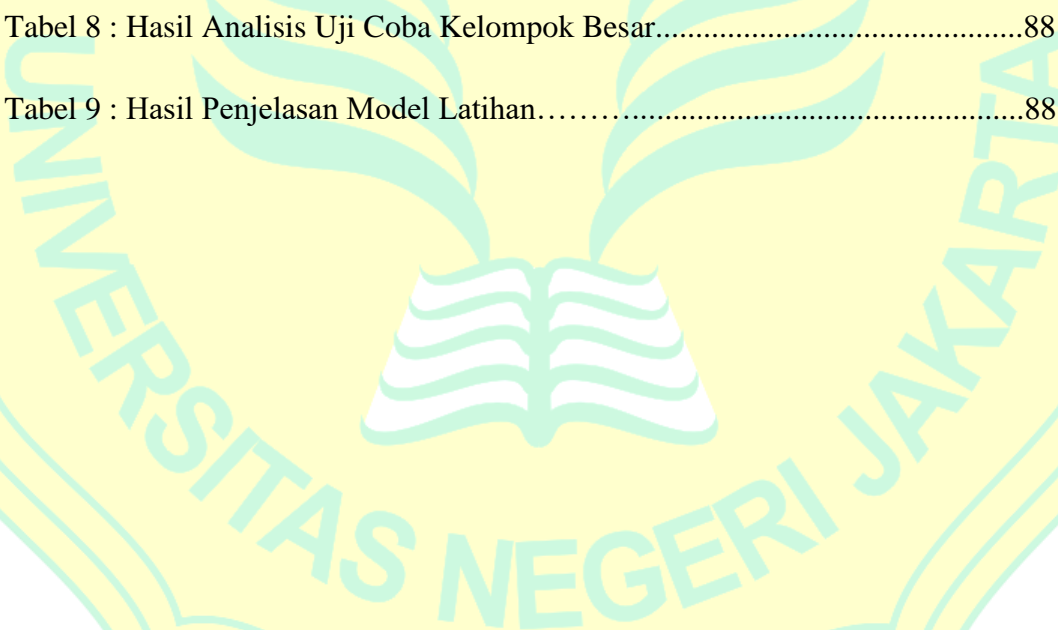 Tabel 8 : Hasil Analisis Uji Coba Kelompok Besar..............................................88
Tabel 9 : Hasil Penjelasan Model Latihan………..................................................88
UNIVERSITAS NEGERI JAKARTA